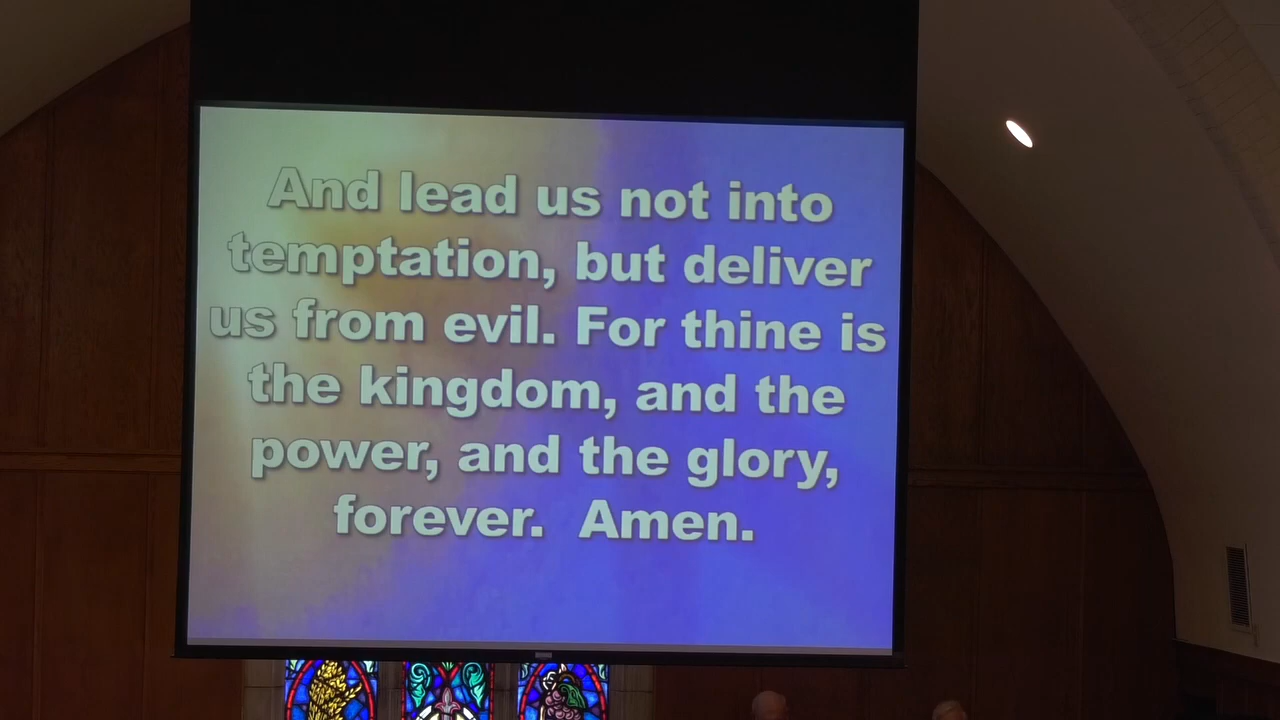 And lead us not into
temptation, but deliver
us from evil. For thine is
the kingdom, and the
power, and the glory,
forever. Amen.